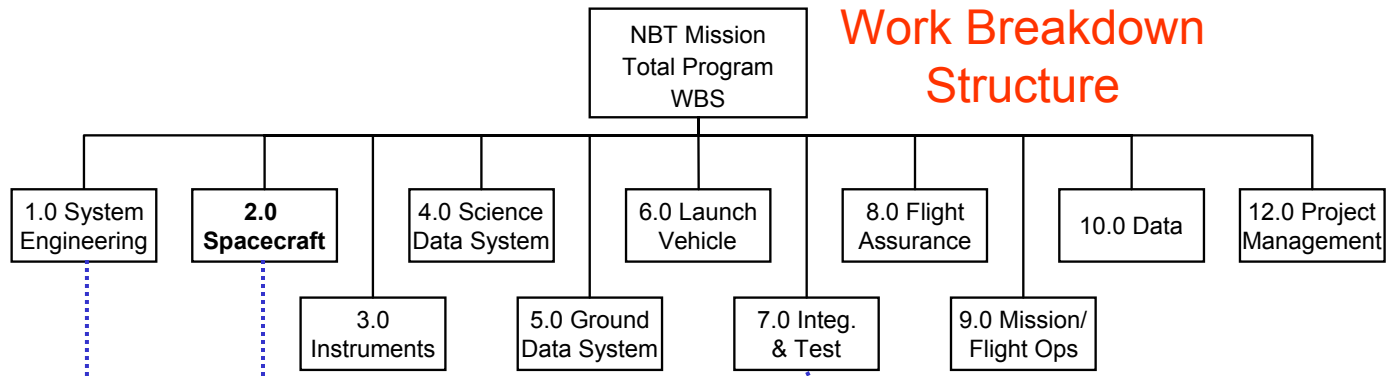 NBT Mission
Total Program
WBS
Work Breakdown
Structure
1.0 System
Engineering
2.0
Spacecraft
4.0 Science
Data System
6.0 Launch
Vehicle
8.0 Flight
Assurance
10.0 Data
12.0 Project
Management
3.0
Instruments
5.0 Ground
Data System
7.0 Integ.
& Test
9.0 Mission/
Flight Ops